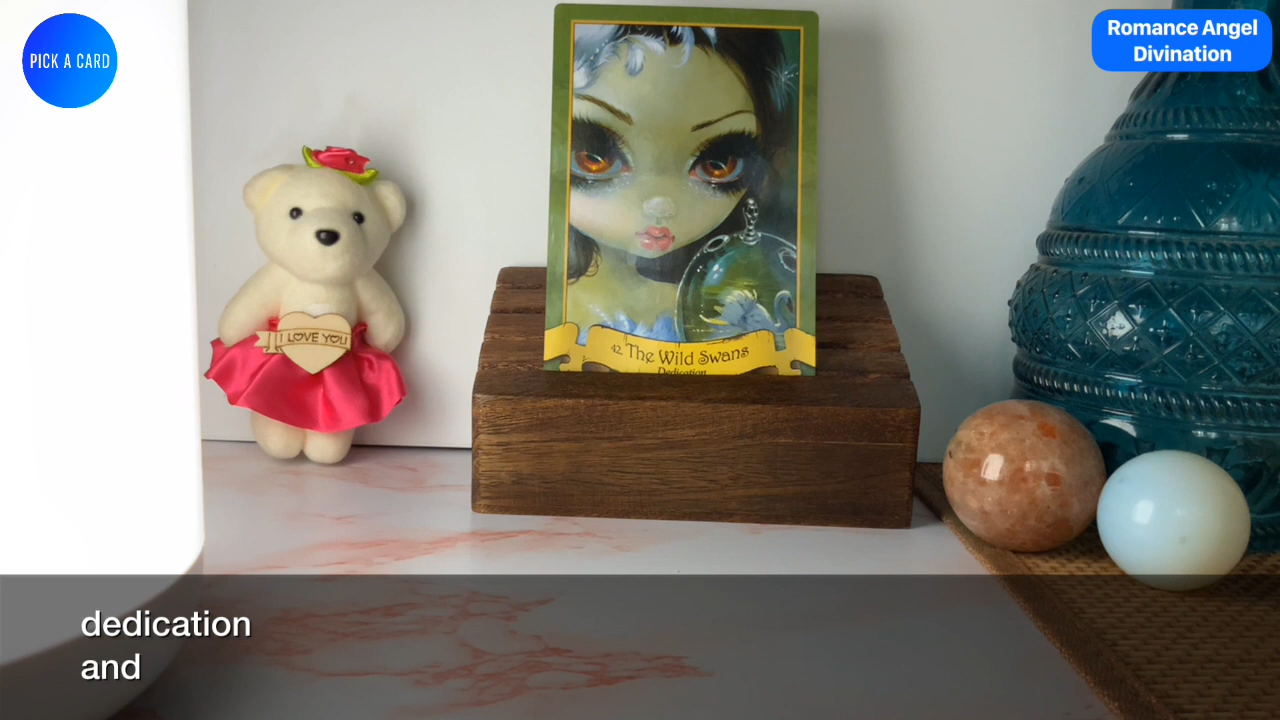 PICK A CARD
Romance Angel
Divination
I LOVE YOU
42 The Wild Swans
Dedication
dedication
and